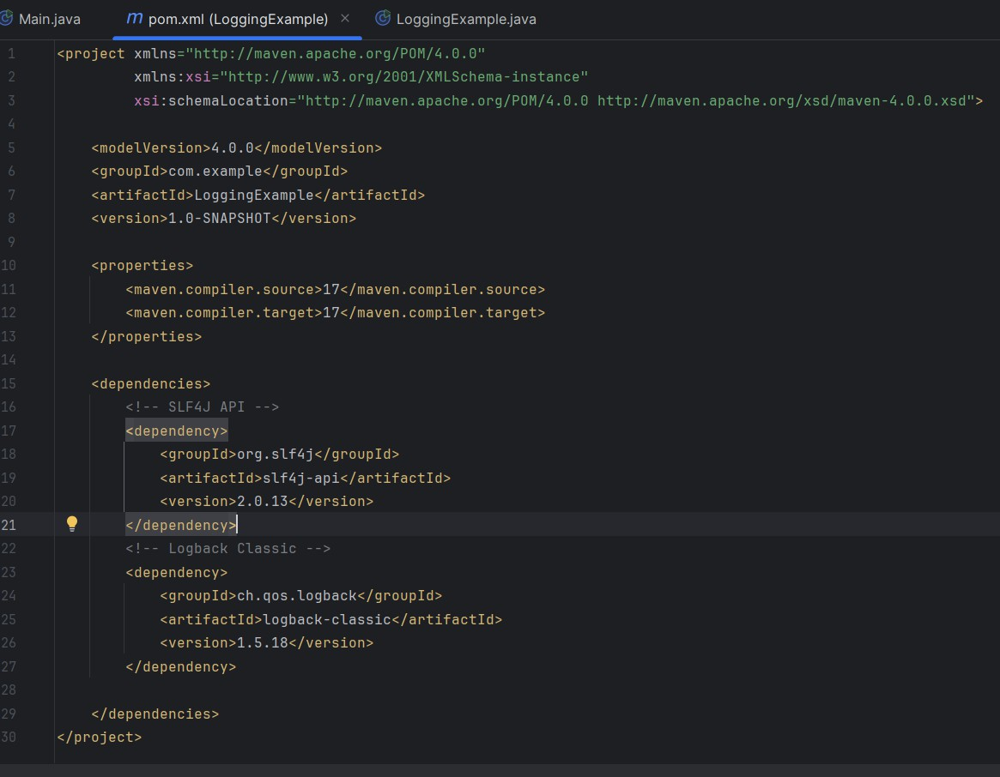 Main.java
pom.xml (LoggingExample)
LoggingExample.java
1 <project xmlns="http://maven.apache.org/POM/4.0.0"
2          xmlns:xsi="http://www.w3.org/2001/XMLSchema-instance"
3          xsi:schemaLocation="http://maven.apache.org/POM/4.0.0 http://maven.apache.org/xsd/maven-4.0.0.xsd">
4
5     <modelVersion>4.0.0</modelVersion>
6     <groupId>com.example</groupId>
7     <artifactId>LoggingExample</artifactId>
8     <version>1.0-SNAPSHOT</version>
9
10     <properties>
11         <maven.compiler.source>17</maven.compiler.source>
12         <maven.compiler.target>17</maven.compiler.target>
13     </properties>
14
15     <dependencies>
16         <!-- SLF4J API -->
17         <dependency>
18             <groupId>org.slf4j</groupId>
19             <artifactId>slf4j-api</artifactId>
20             <version>2.0.13</version>
21         </dependency>
22         <!-- Logback Classic -->
23         <dependency>
24             <groupId>ch.qos.logback</groupId>
25             <artifactId>logback-classic</artifactId>
26             <version>1.5.18</version>
27         </dependency>
28
29     </dependencies>
30 </project>